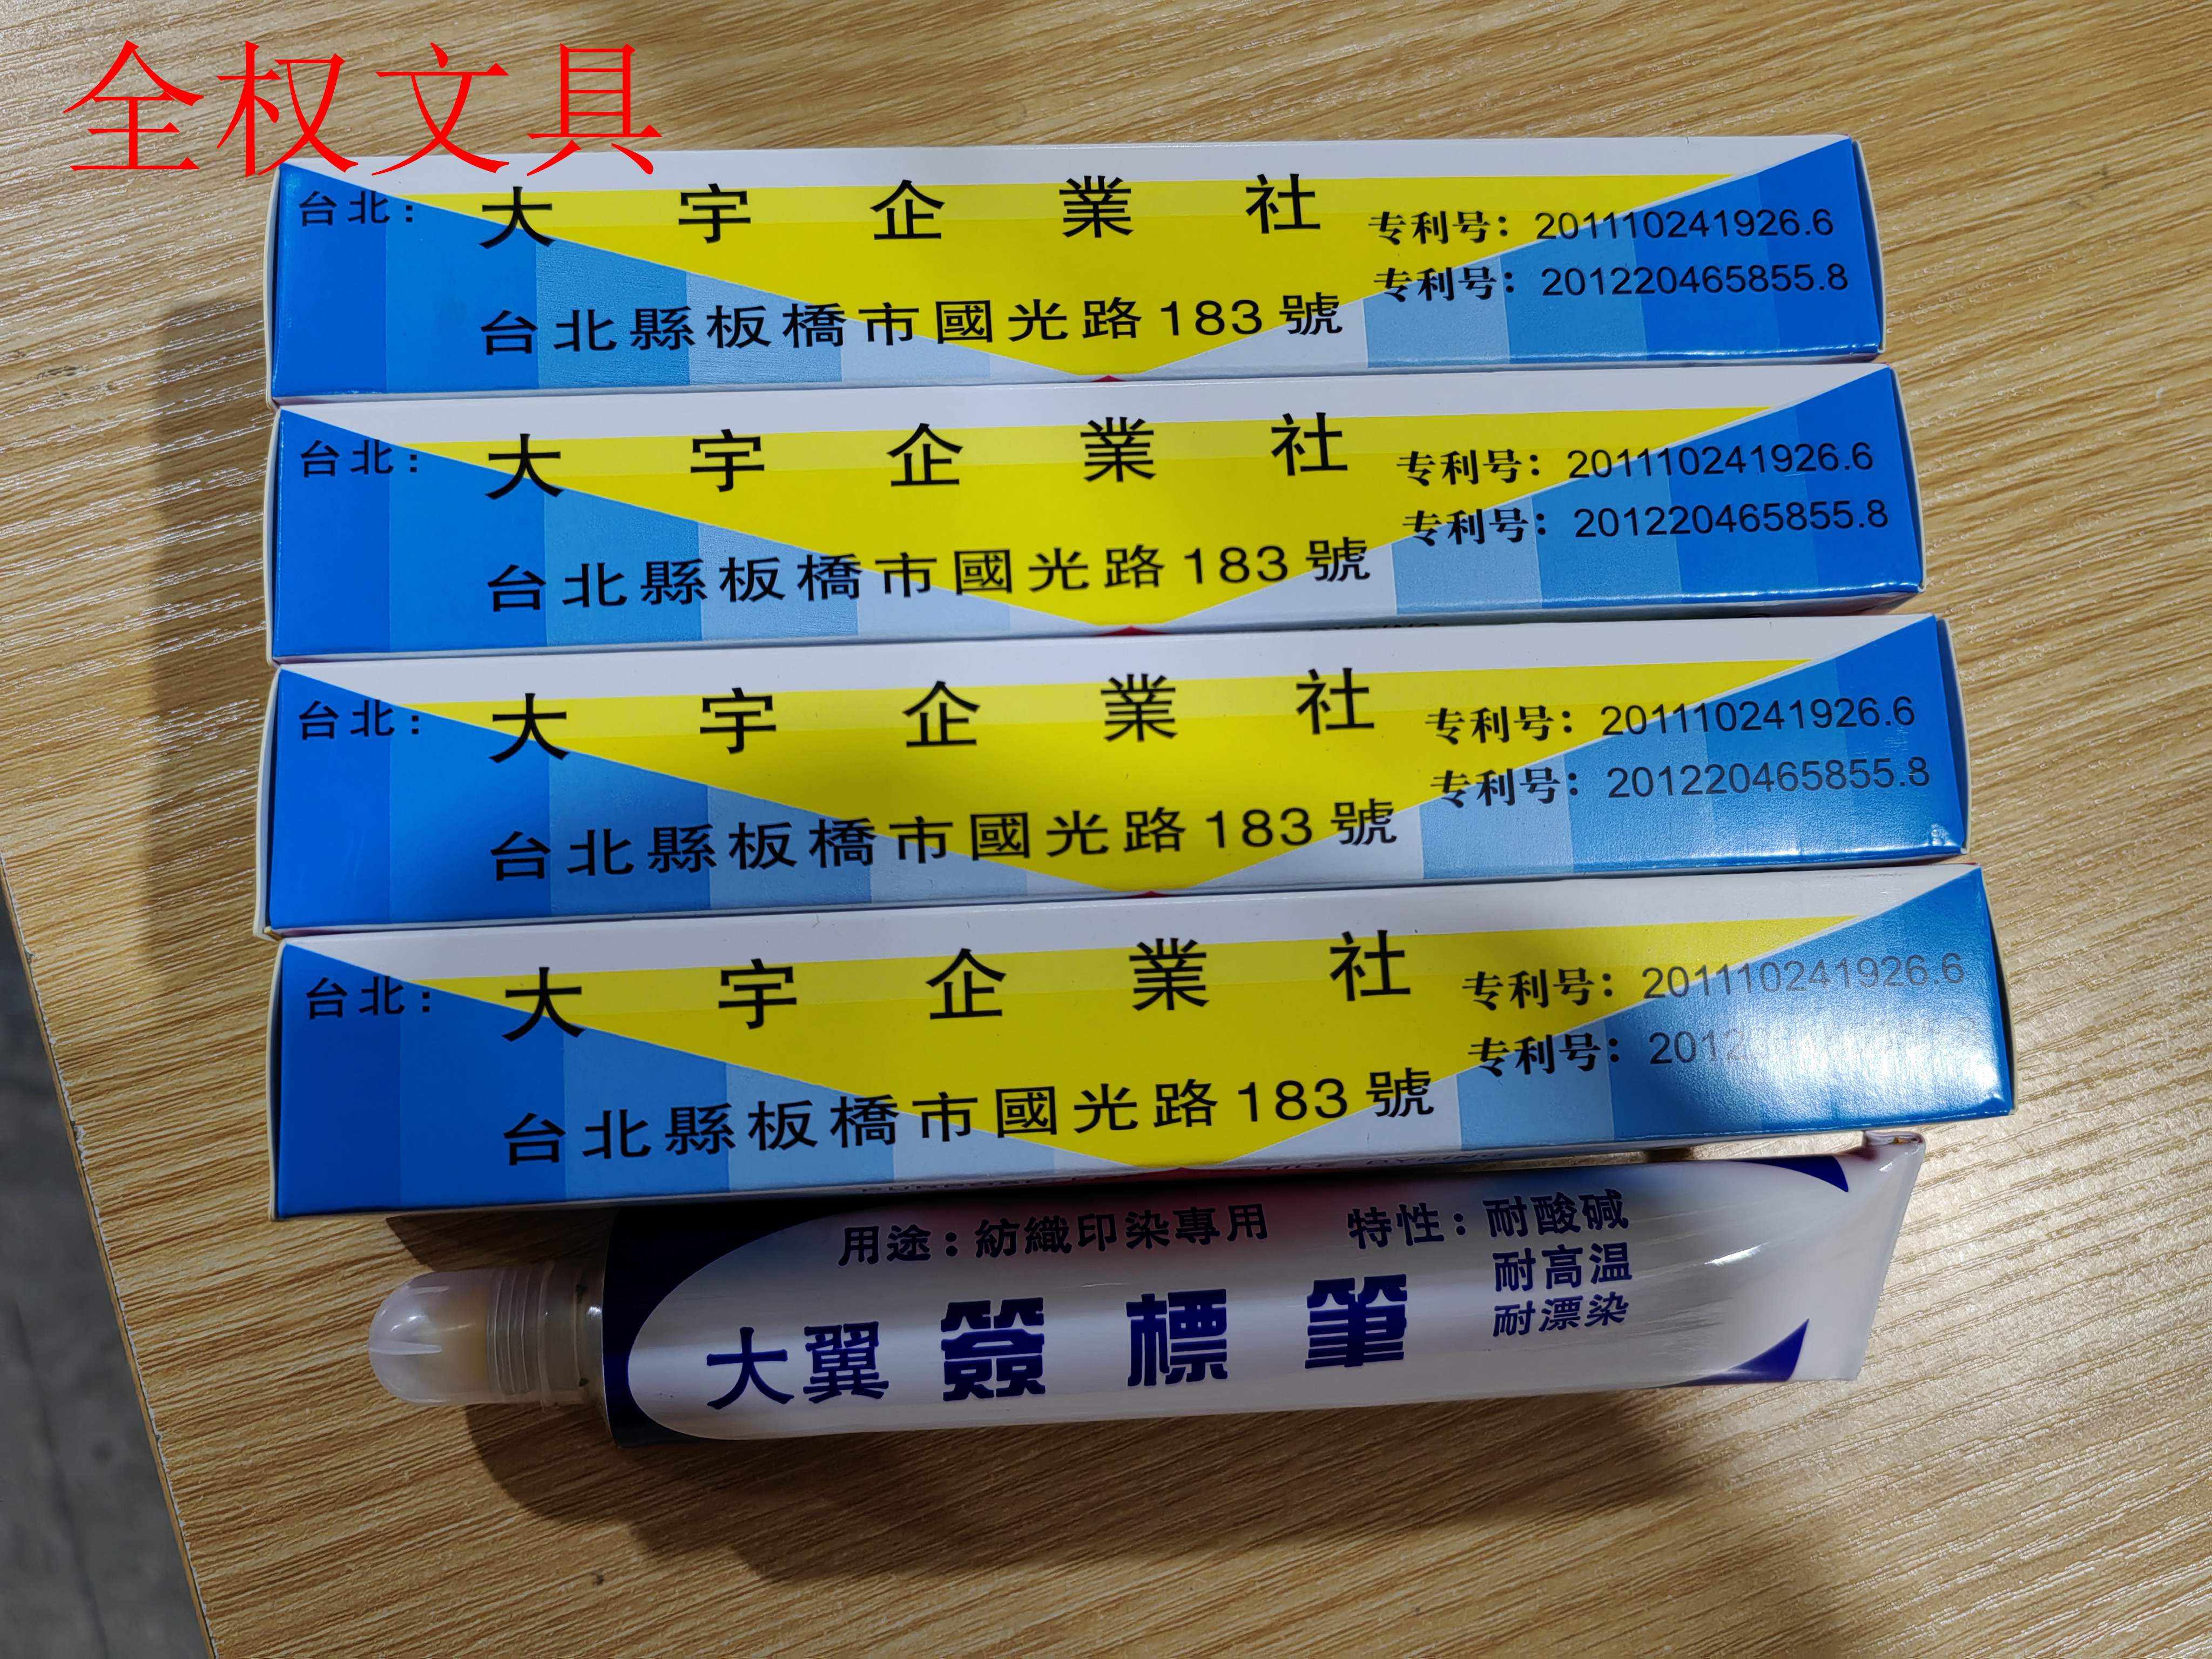 全权文具
台北：
大宇企業社
台北縣板橋市國光路183號
专利号：201110241926.6
专利号：201220465855.8
台北：
大宇企業社
台北縣板橋市國光路183號
专利号：201110241926.6
专利号：201220465855.8
台北：
大宇企業社
台北縣板橋市國光路183號
专利号：201110241926.6
专利号：201220465855.8
台北：
大宇企業社
台北縣板橋市國光路183號
专利号：201110241926.6
专利号：
用途：紡織印染專用
特性：耐酸碱
耐高温
耐漂染
大翼簽標筆